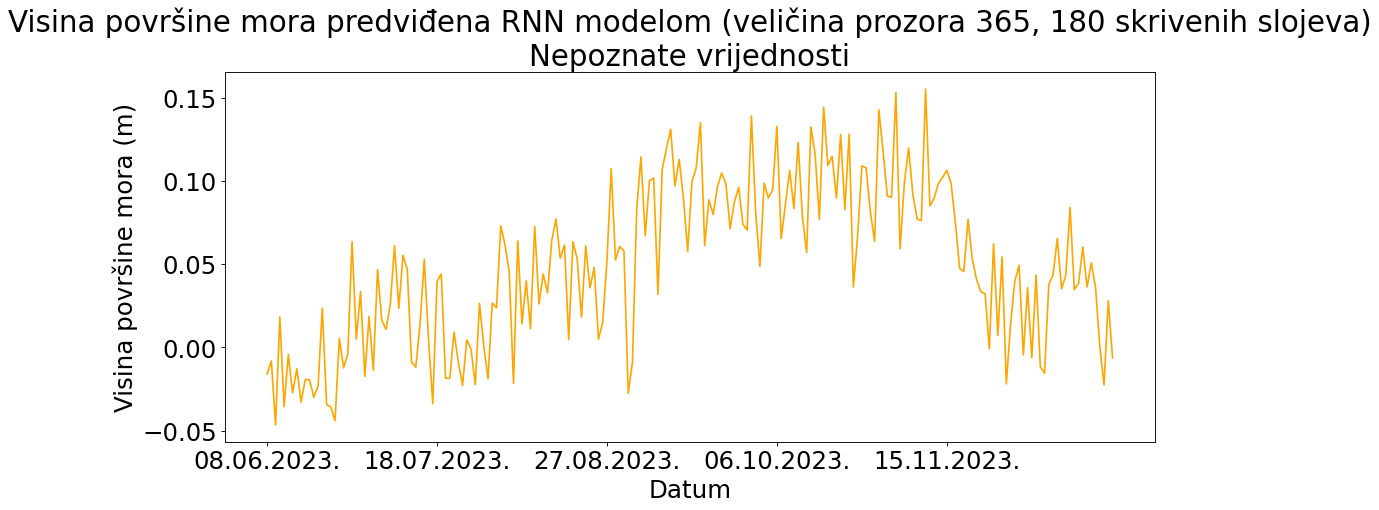 Visina površine mora predviđena RNN modelom (veličina prozora 365, 180 skrivenih slojeva)
Nepoznate vrijednosti
Visina površine mora (m)
0.15
0.10
0.05
0.00
−0.05
08.06.2023. 18.07.2023. 27.08.2023. 06.10.2023. 15.11.2023.
Datum